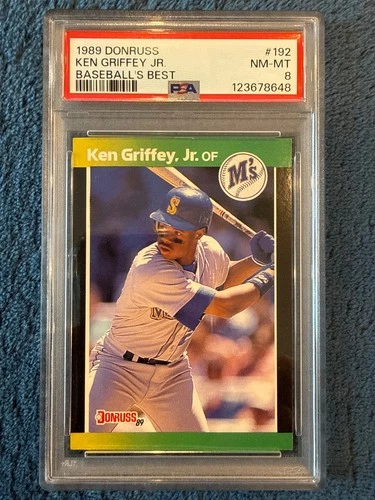 1989 DONRUSS #192
KEN GRIFFEY JR. NM-MT
BASEBALL'S BEST 8
PSA 123678648
Ken Griffey, Jr. OF
M's
S
M
DONRUSS '89